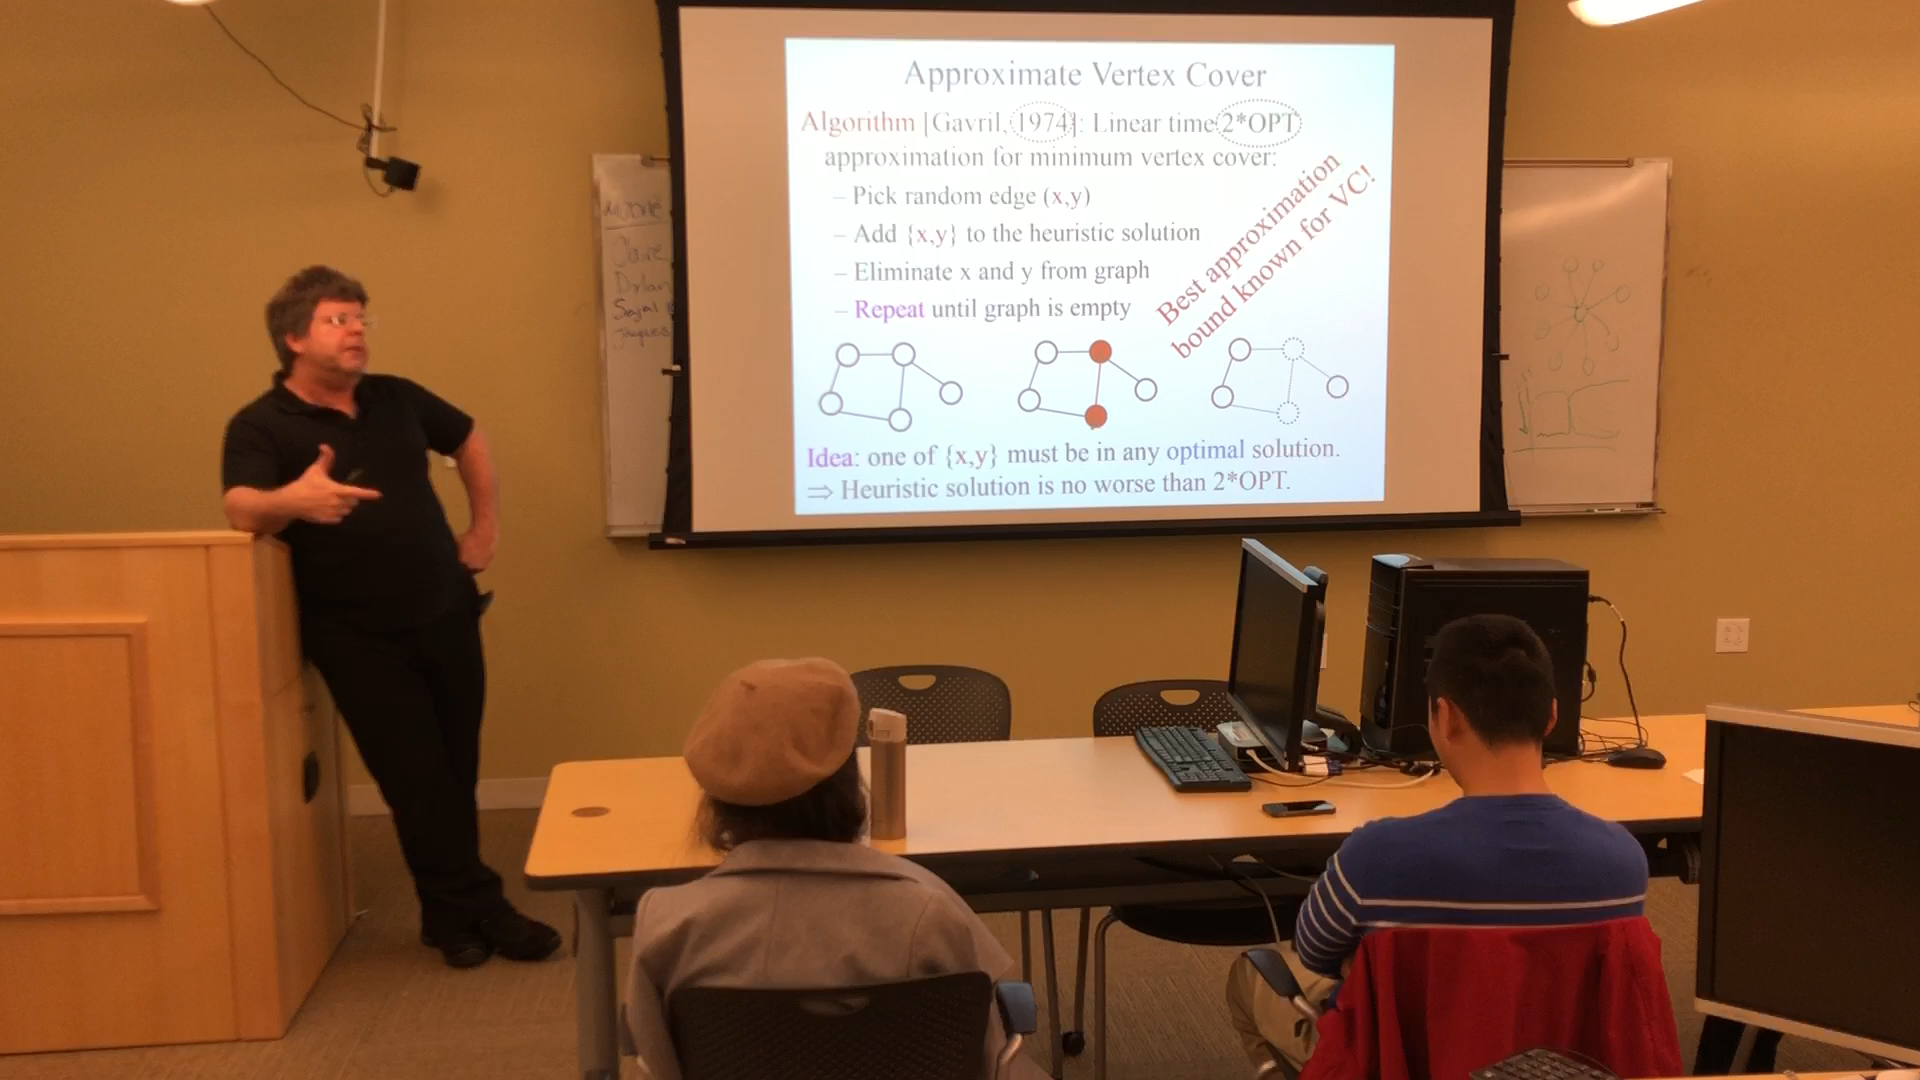 Approximate Vertex Cover
Algorithm [Gavril, 1974]: Linear time 2*OPT
approximation for minimum vertex cover:
– Pick random edge (x,y)
– Add {x,y} to the heuristic solution
– Eliminate x and y from graph
– Repeat until graph is empty
Best approximation
bound known for VC!
Idea: one of {x,y} must be in any optimal solution.
⇒ Heuristic solution is no worse than 2*OPT.
Dylan